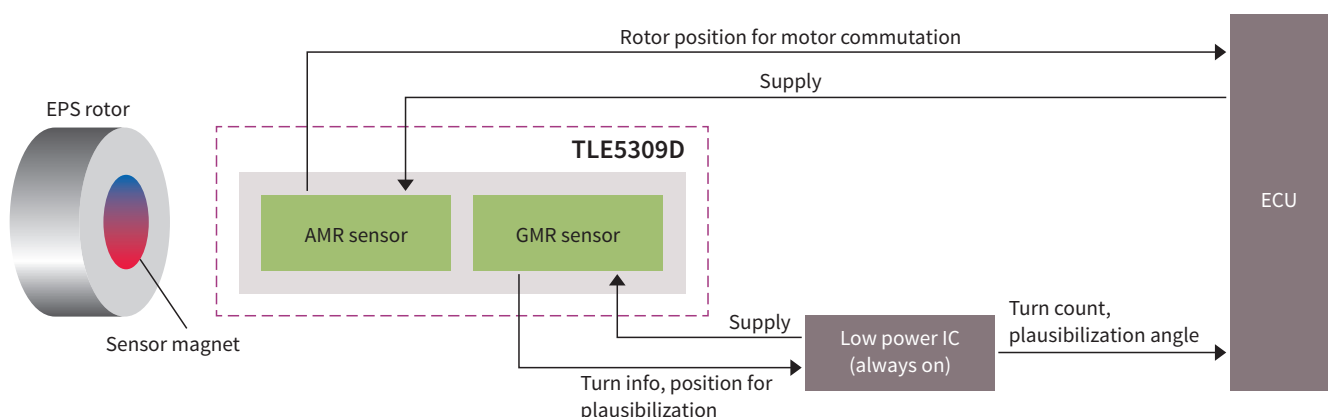 Rotor position for motor commutation
Supply
EPS rotor
TLE5309D
AMR sensor
GMR sensor
ECU
Sensor magnet
Supply
Low power IC
(always on)
Turn count,
plausibilization angle
Turn info, position for
plausibilization